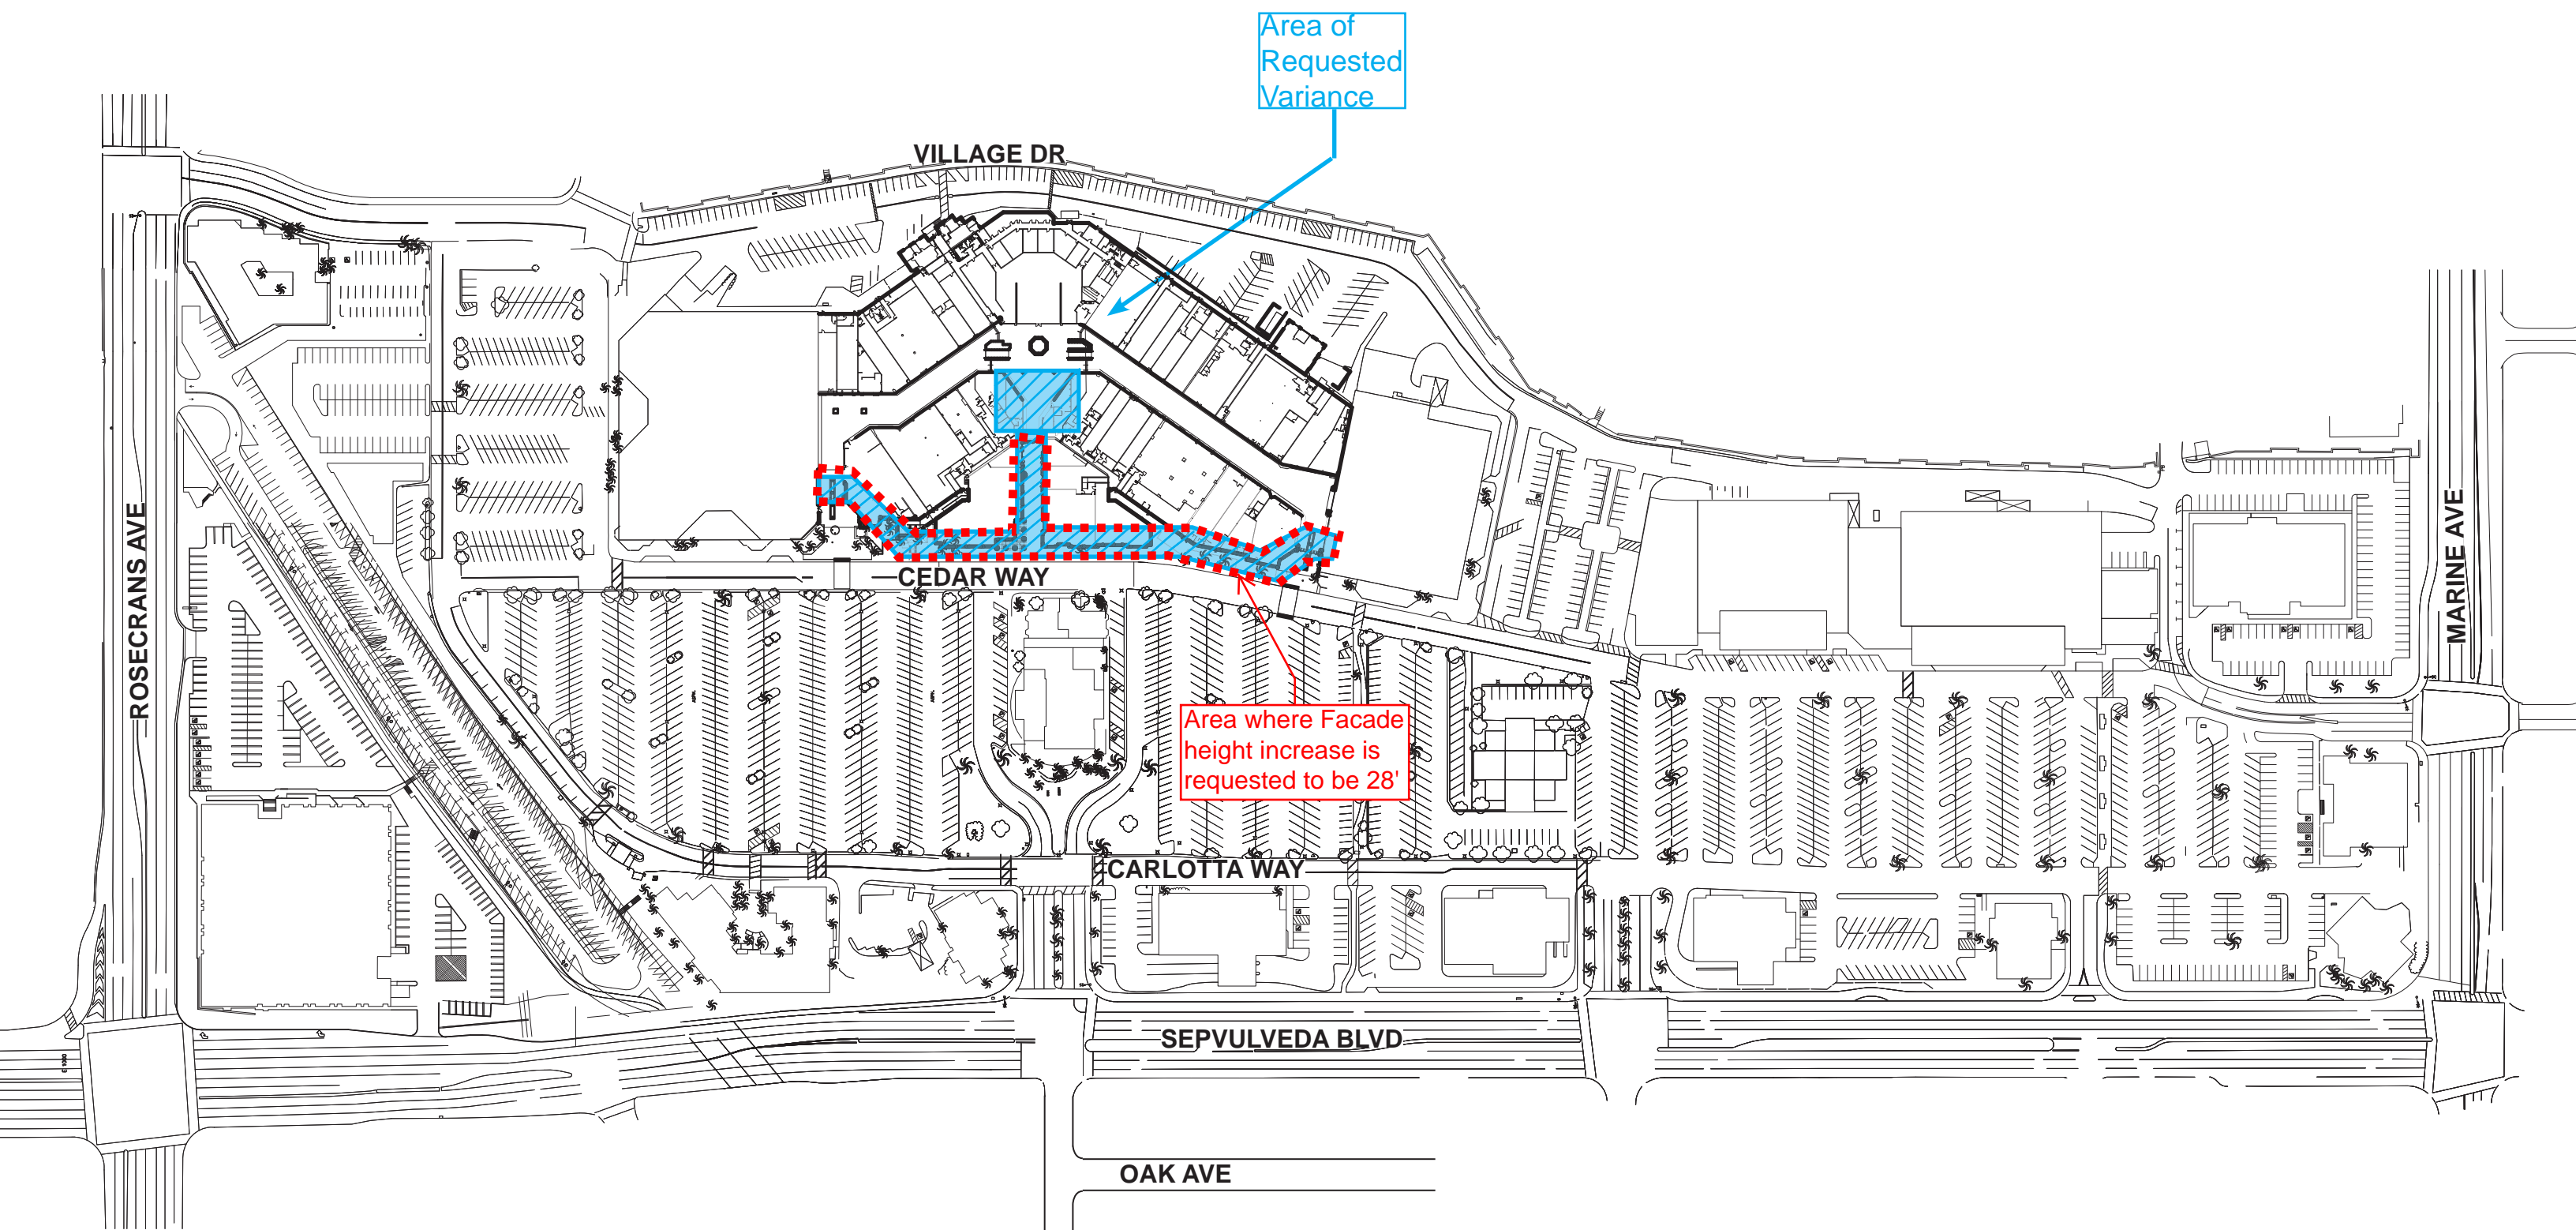 Area of
Requested
Variance
VILLAGE DR
ROSECRANS AVE
MARINE AVE
CEDAR WAY
Area where Facade
height increase is
requested to be 28'
CARLOTTA WAY
SEPVULVEDA BLVD
OAK AVE